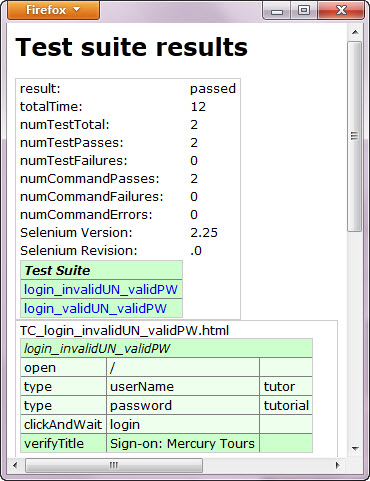 Firefox
Test suite results
result: passed
totalTime: 12
numTestTotal: 2
numTestPasses: 2
numTestFailures: 0
numCommandPasses: 2
numCommandFailures: 0
numCommandErrors: 0
Selenium Version: 2.25
Selenium Revision: .0
Test Suite
login_invalidUN_validPW
login_validUN_validPW
TC_login_invalidUN_validPW.html
login_invalidUN_validPW
open /
type userName tutor
type password tutorial
clickAndWait login
verifyTitle Sign-on: Mercury Tours